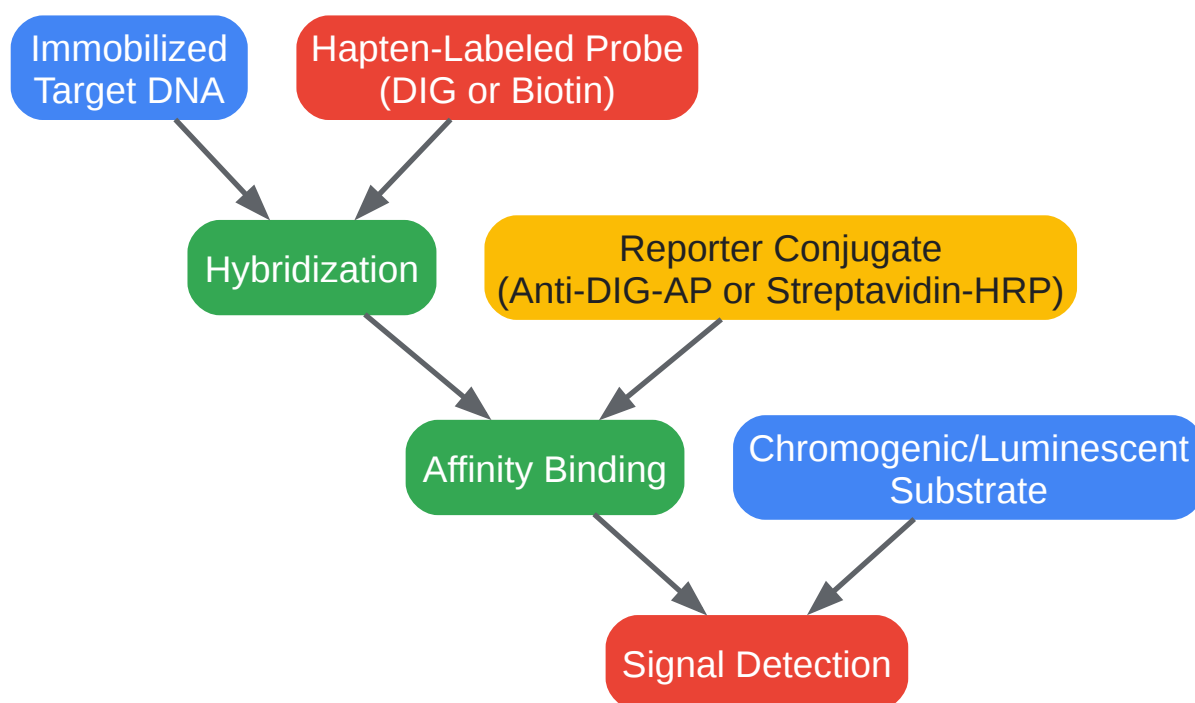 Immobilized
Target DNA
Hapten-Labeled Probe
(DIG or Biotin)
Hybridization
Reporter Conjugate
(Anti-DIG-AP or Streptavidin-HRP)
Affinity Binding
Chromogenic/Luminescent
Substrate
Signal Detection